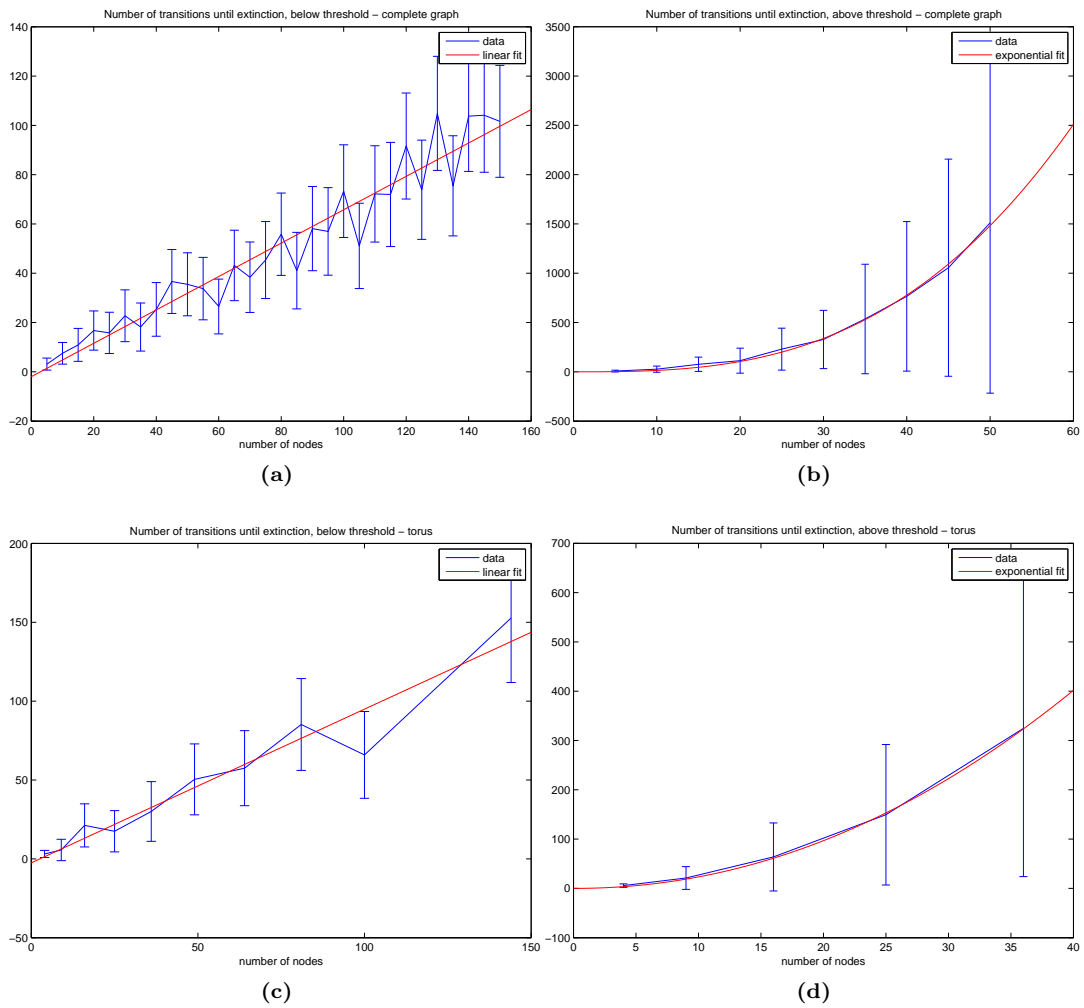 Number of transitions until extinction, below threshold – complete graph
140
120
100
80
60
40
20
0
−20
0 20 40 60 80 100 120 140 160
number of nodes
data
linear fit
(a)
Number of transitions until extinction, above threshold – complete graph
3500
3000
2500
2000
1500
1000
500
0
−500
0 10 20 30 40 50 60
number of nodes
data
exponential fit
(b)
Number of transitions until extinction, below threshold – torus
200
150
100
50
0
−50
0 50 100 150
number of nodes
data
linear fit
(c)
Number of transitions until extinction, above threshold – torus
700
600
500
400
300
200
100
0
−100
0 5 10 15 20 25 30 35 40
number of nodes
data
exponential fit
(d)